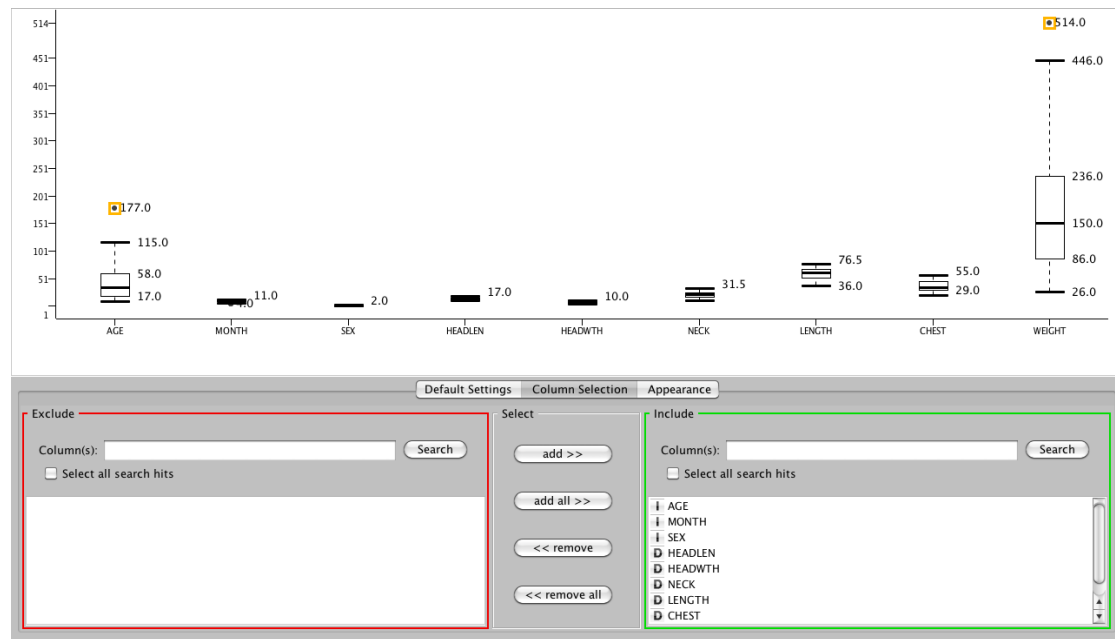 514
514.0
451
446.0
401
351
301
251
236.0
201
177.0
151
150.0
115.0
101
86.0
76.5
58.0
55.0
51
36.0
31.5
29.0
26.0
17.0
11.0
17.0
10.0
2.0
1
AGE MONTH SEX HEADLEN HEADWTH NECK LENGTH CHEST WEIGHT
Default Settings Column Selection Appearance
Exclude
Column(s): Search
Select all search hits
Select
add >>
add all >>
<< remove
<< remove all
Include
Column(s): Search
Select all search hits
I AGE
I MONTH
I SEX
D HEADLEN
D HEADWTH
D NECK
D LENGTH
D CHEST